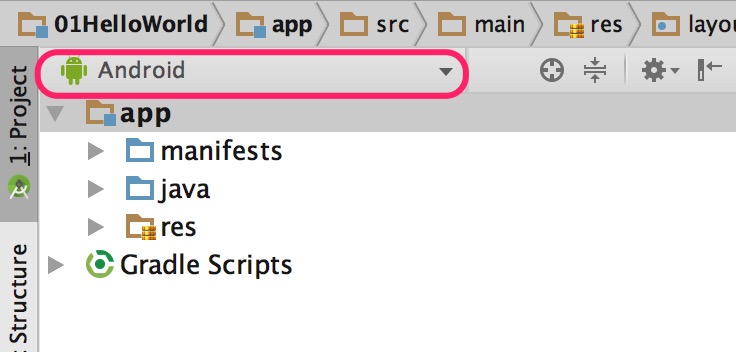 01HelloWorld app src main res layou
Android
1: Project
app
manifests
java
res
Gradle Scripts
: Structure